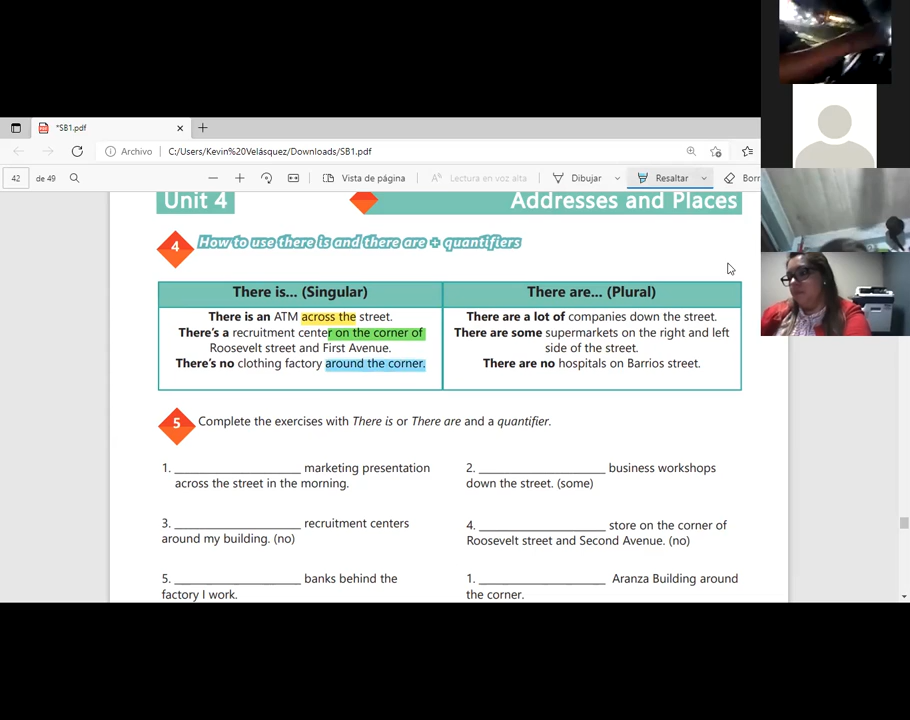 *SB1.pdf
Archivo C:/Users/Kevin%20Velásquez/Downloads/SB1.pdf
42 de 49 Vista de página Lectura en voz alta Dibujar Resaltar Borr
Unit 4 Addresses and Places
4 How to use there is and there are + quantifiers
There is... (Singular)
There is an ATM across the street.
There's a recruitment center on the corner of
Roosevelt street and First Avenue.
There's no clothing factory around the corner.
There are... (Plural)
There are a lot of companies down the street.
There are some supermarkets on the right and left
side of the street.
There are no hospitals on Barrios street.
5 Complete the exercises with There is or There are and a quantifier.
1. ____________________ marketing presentation
across the street in the morning.
2. ____________________ business workshops
down the street. (some)
3. ____________________ recruitment centers
around my building. (no)
4. ____________________ store on the corner of
Roosevelt street and Second Avenue. (no)
5. ____________________ banks behind the
factory I work.
1. ____________________ Aranza Building around
the corner.